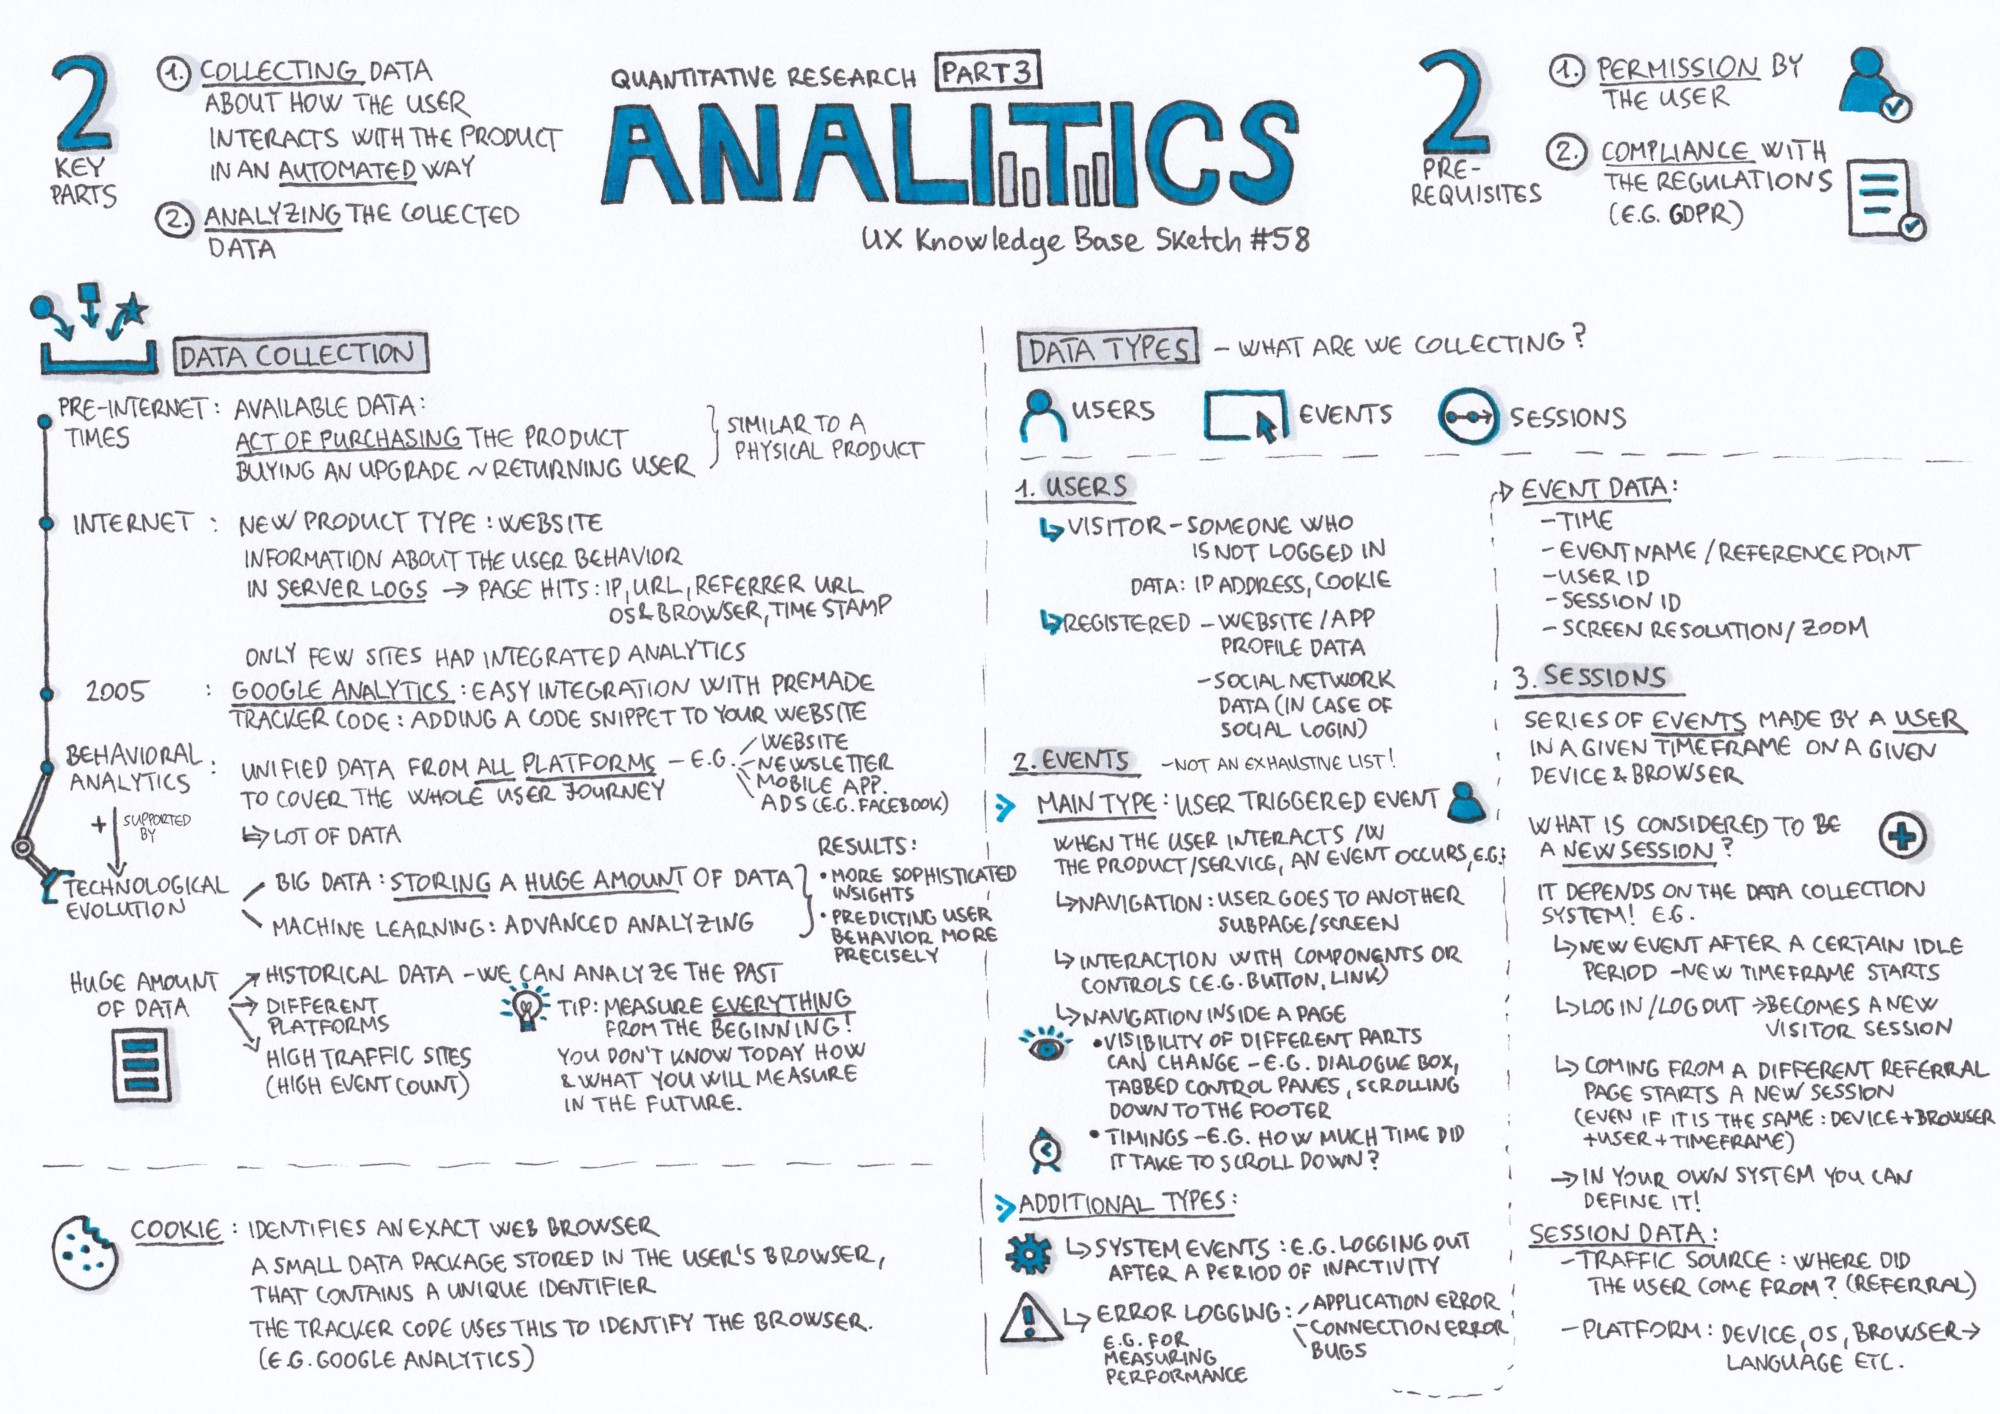 2
KEY
PARTS
1. COLLECTING DATA
ABOUT HOW THE USER
INTERACTS WITH THE PRODUCT
IN AN AUTOMATED WAY
2. ANALYZING THE COLLECTED
DATA
QUANTITATIVE RESEARCH PART 3
ANALITICS
UX Knowledge Base Sketch #58
2
PRE-
REQUISITES
1. PERMISSION BY
THE USER
2. COMPLIANCE WITH
THE REGULATIONS
(E.G. GDPR)
DATA COLLECTION
PRE-INTERNET : AVAILABLE DATA:
TIMES
ACT OF PURCHASING THE PRODUCT
BUYING AN UPGRADE ~ RETURNING USER
SIMILAR TO A
PHYSICAL PRODUCT
INTERNET : NEW PRODUCT TYPE : WEBSITE
INFORMATION ABOUT THE USER BEHAVIOR
IN SERVER LOGS → PAGE HITS : IP, URL, REFERRER URL
OS & BROWSER, TIME STAMP
ONLY FEW SITES HAD INTEGRATED ANALYTICS
2005 : GOOGLE ANALYTICS : EASY INTEGRATION WITH PREMADE
TRACKER CODE : ADDING A CODE SNIPPET TO YOUR WEBSITE
BEHAVIORAL
ANALYTICS : UNIFIED DATA FROM ALL PLATFORMS - E.G.
TO COVER THE WHOLE USER JOURNEY
WEBSITE
NEWSLETTER
MOBILE APP.
ADS (E.G. FACEBOOK)
↳ LOT OF DATA
+ SUPPORTED
BY
TECHNOLOGICAL
EVOLUTION
BIG DATA : STORING A HUGE AMOUNT OF DATA
MACHINE LEARNING : ADVANCED ANALYZING
RESULTS:
• MORE SOPHISTICATED
INSIGHTS
• PREDICTING USER
BEHAVIOR MORE
PRECISELY
HUGE AMOUNT
OF DATA
HISTORICAL DATA - WE CAN ANALYZE THE PAST
DIFFERENT
PLATFORMS
HIGH TRAFFIC SITES
(HIGH EVENT COUNT)
TIP: MEASURE EVERYTHING
FROM THE BEGINNING!
YOU DON'T KNOW TODAY HOW
& WHAT YOU WILL MEASURE
IN THE FUTURE.
COOKIE : IDENTIFIES AN EXACT WEB BROWSER
A SMALL DATA PACKAGE STORED IN THE USER'S BROWSER,
THAT CONTAINS A UNIQUE IDENTIFIER
THE TRACKER CODE USES THIS TO IDENTIFY THE BROWSER.
(E.G. GOOGLE ANALYTICS)
DATA TYPES - WHAT ARE WE COLLECTING?
USERS
EVENTS
SESSIONS
1. USERS
↳ VISITOR - SOMEONE WHO
IS NOT LOGGED IN
DATA: IP ADDRESS, COOKIE
↳ REGISTERED - WEBSITE / APP
PROFILE DATA
- SOCIAL NETWORK
DATA (IN CASE OF
SOCIAL LOGIN)
2. EVENTS - NOT AN EXHAUSTIVE LIST!
MAIN TYPE : USER TRIGGERED EVENT
WHEN THE USER INTERACTS /W
THE PRODUCT/SERVICE, AN EVENT OCCURS, E.G:
↳ NAVIGATION : USER GOES TO ANOTHER
SUBPAGE/SCREEN
↳ INTERACTION WITH COMPONENTS OR
CONTROLS (E.G. BUTTON, LINK)
↳ NAVIGATION INSIDE A PAGE
• VISIBILITY OF DIFFERENT PARTS
CAN CHANGE - E.G. DIALOGUE BOX,
TABBED CONTROL PANES, SCROLLING
DOWN TO THE FOOTER
• TIMINGS - E.G. HOW MUCH TIME DID
IT TAKE TO SCROLL DOWN?
ADDITIONAL TYPES:
↳ SYSTEM EVENTS : E.G. LOGGING OUT
AFTER A PERIOD OF INACTIVITY
↳ ERROR LOGGING :
E.G. FOR
MEASURING
PERFORMANCE
APPLICATION ERROR
CONNECTION ERROR
BUGS
EVENT DATA:
- TIME
- EVENT NAME / REFERENCE POINT
- USER ID
- SESSION ID
- SCREEN RESOLUTION / ZOOM
3. SESSIONS
SERIES OF EVENTS MADE BY A USER
IN A GIVEN TIMEFRAME ON A GIVEN
DEVICE & BROWSER
WHAT IS CONSIDERED TO BE
A NEW SESSION?
IT DEPENDS ON THE DATA COLLECTION
SYSTEM! E.G.
↳ NEW EVENT AFTER A CERTAIN IDLE
PERIOD - NEW TIMEFRAME STARTS
↳ LOG IN / LOG OUT → BECOMES A NEW
VISITOR SESSION
↳ COMING FROM A DIFFERENT REFERRAL
PAGE STARTS A NEW SESSION
(EVEN IF IT IS THE SAME : DEVICE + BROWSER
+ USER + TIMEFRAME)
→ IN YOUR OWN SYSTEM YOU CAN
DEFINE IT!
SESSION DATA:
- TRAFFIC SOURCE : WHERE DID
THE USER COME FROM? (REFERRAL)
- PLATFORM : DEVICE, OS, BROWSER →
LANGUAGE ETC.